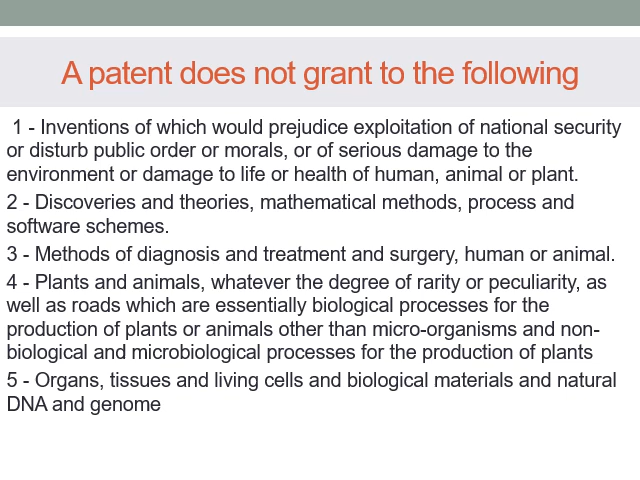 A patent does not grant to the following
1 - Inventions of which would prejudice exploitation of national security
or disturb public order or morals, or of serious damage to the
environment or damage to life or health of human, animal or plant.
2 - Discoveries and theories, mathematical methods, process and
software schemes.
3 - Methods of diagnosis and treatment and surgery, human or animal.
4 - Plants and animals, whatever the degree of rarity or peculiarity, as
well as roads which are essentially biological processes for the
production of plants or animals other than micro-organisms and non-
biological and microbiological processes for the production of plants
5 - Organs, tissues and living cells and biological materials and natural
DNA and genome